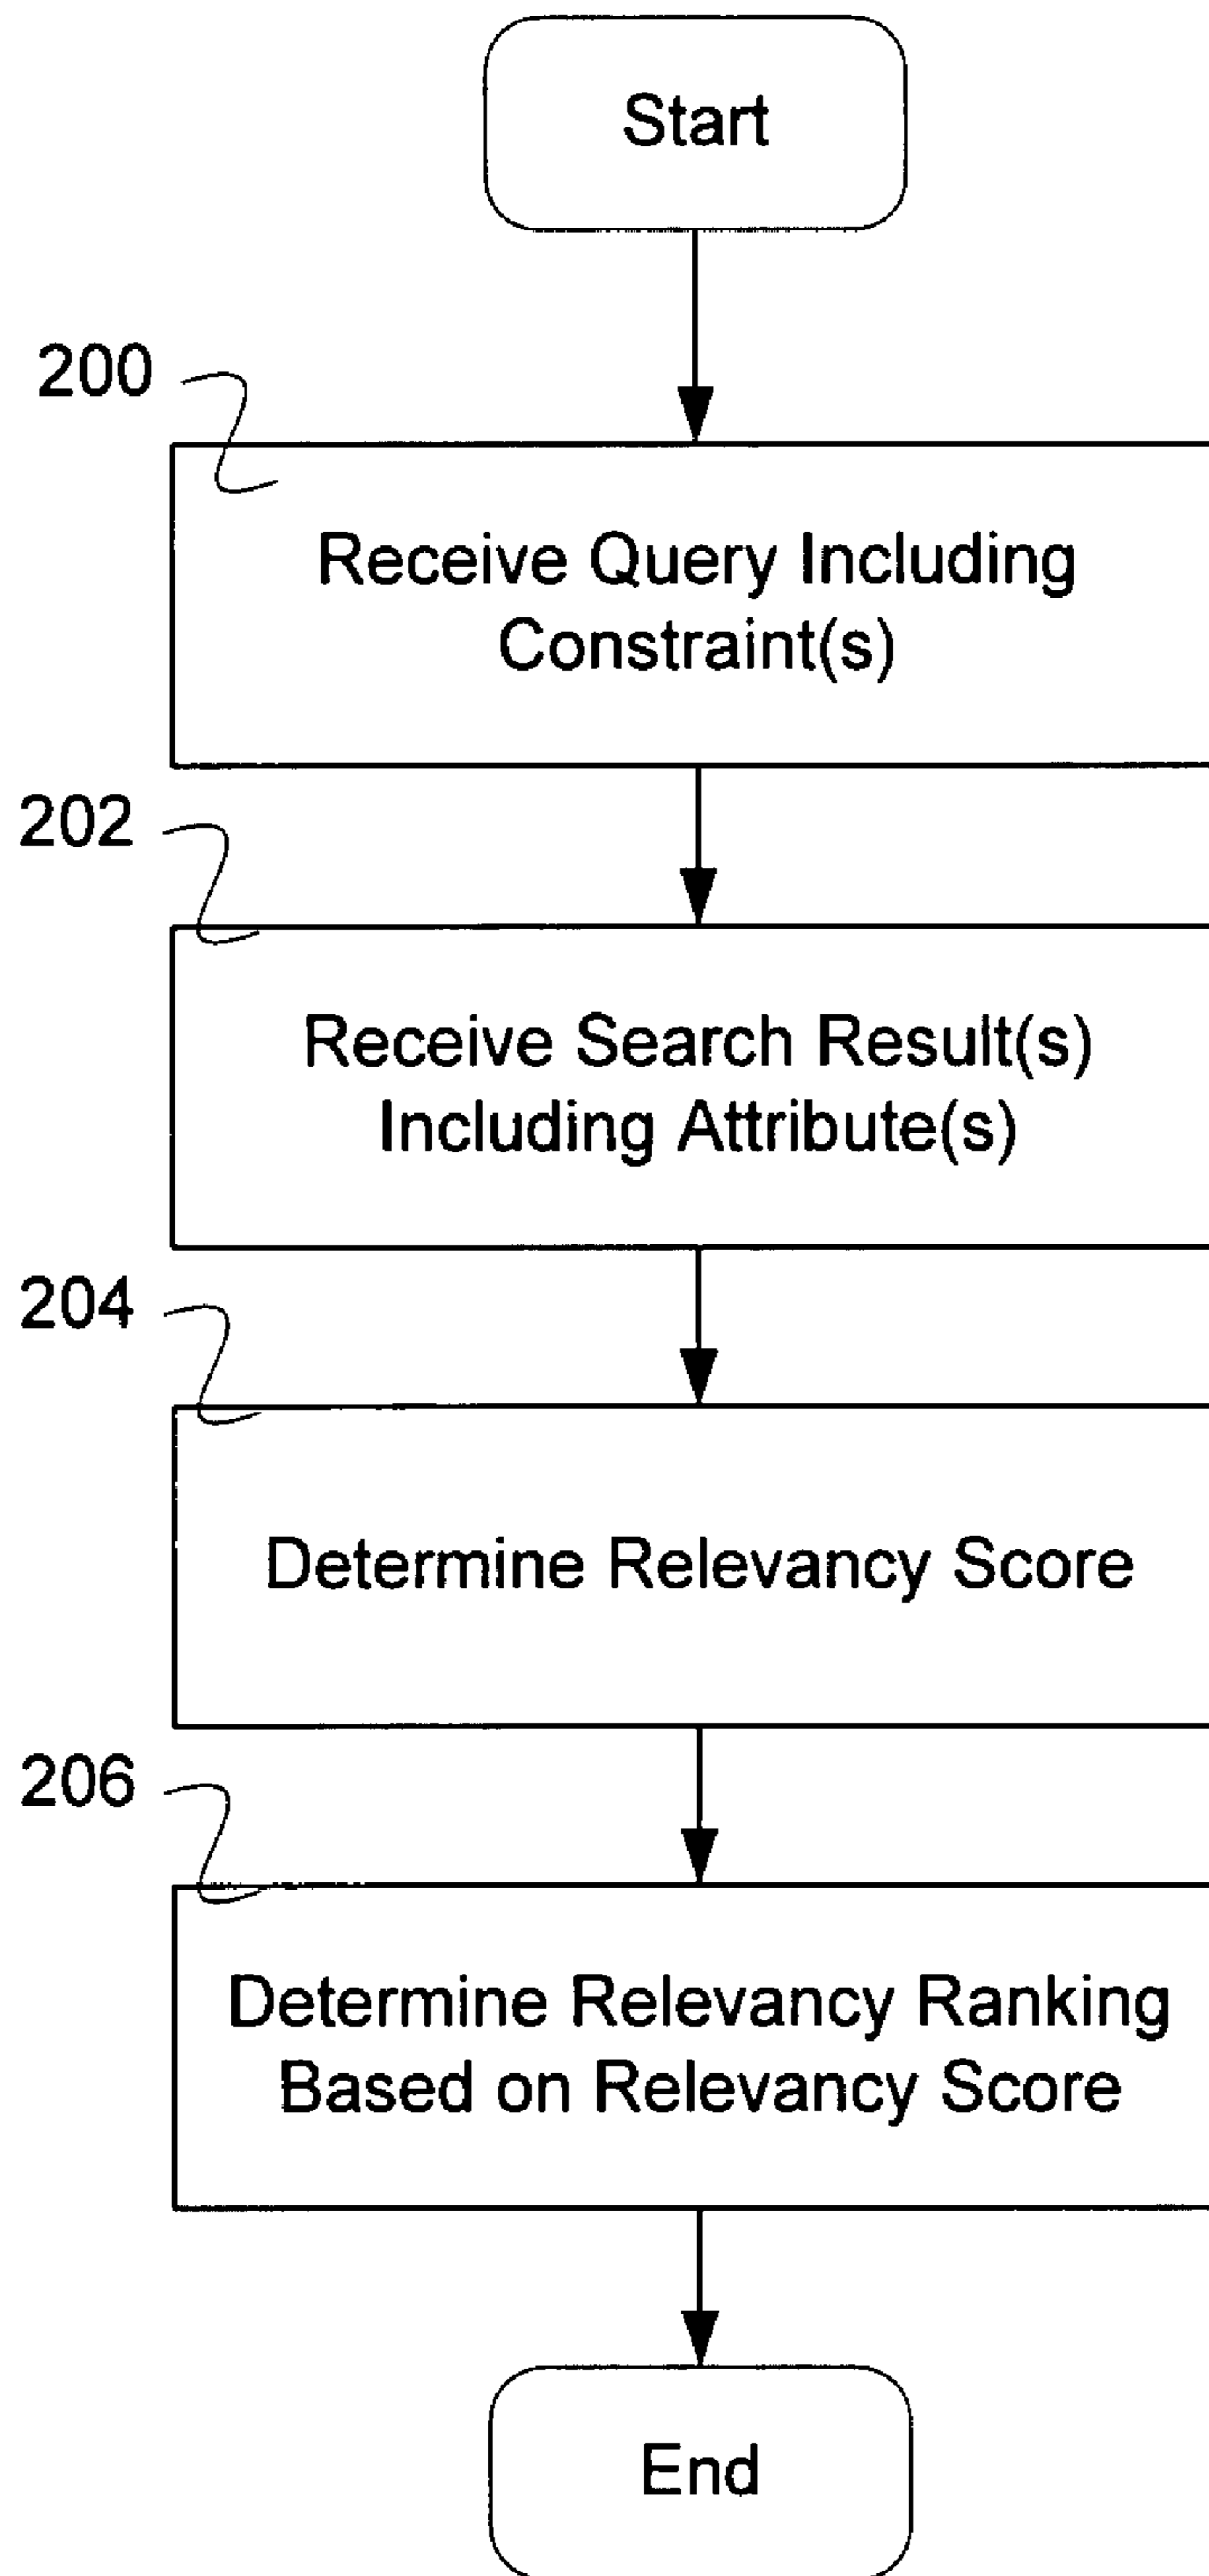 Start
200
Receive Query Including
Constraint(s)
202
Receive Search Result(s)
Including Attribute(s)
204
Determine Relevancy Score
206
Determine Relevancy Ranking
Based on Relevancy Score
End